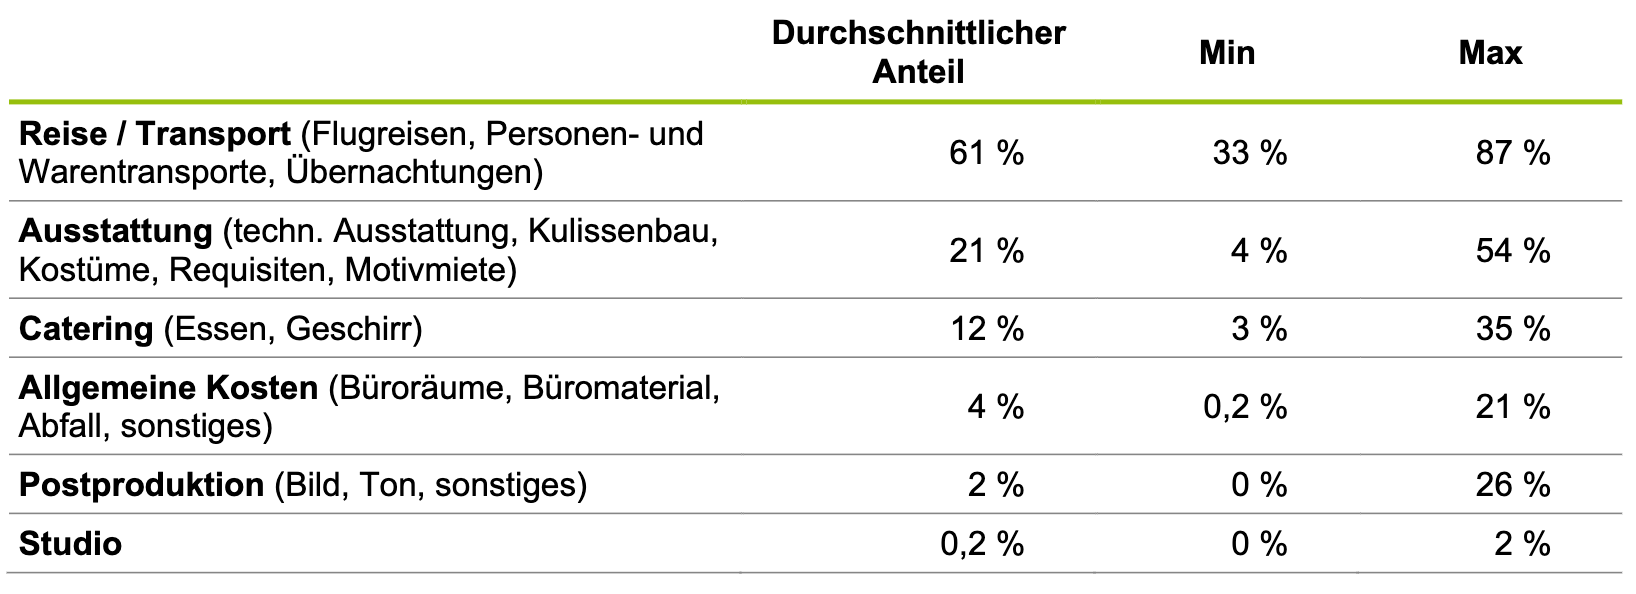 Durchschnittlicher
Anteil
Min
Max
Reise / Transport (Flugreisen, Personen- und
Warentransporte, Übernachtungen)
61 %
33 %
87 %
Ausstattung (techn. Ausstattung, Kulissenbau,
Kostüme, Requisiten, Motivmiete)
21 %
4 %
54 %
Catering (Essen, Geschirr)
12 %
3 %
35 %
Allgemeine Kosten (Büroräume, Büromaterial,
Abfall, sonstiges)
4 %
0,2 %
21 %
Postproduktion (Bild, Ton, sonstiges)
2 %
0 %
26 %
Studio
0,2 %
0 %
2 %